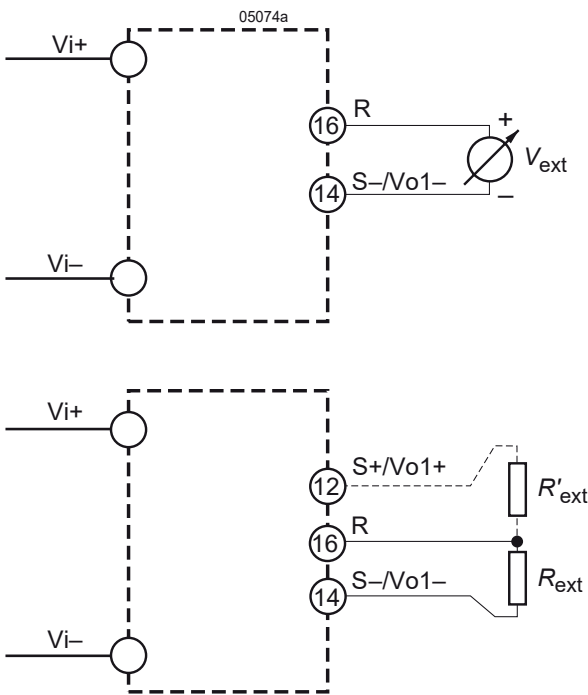 05074a
Vi+
16 R
+
Vext
14 S–/Vo1–
–
Vi–
Vi+
S+/Vo1+
12
R'ext
R
16
S–/Vo1–
14
Rext
Vi–